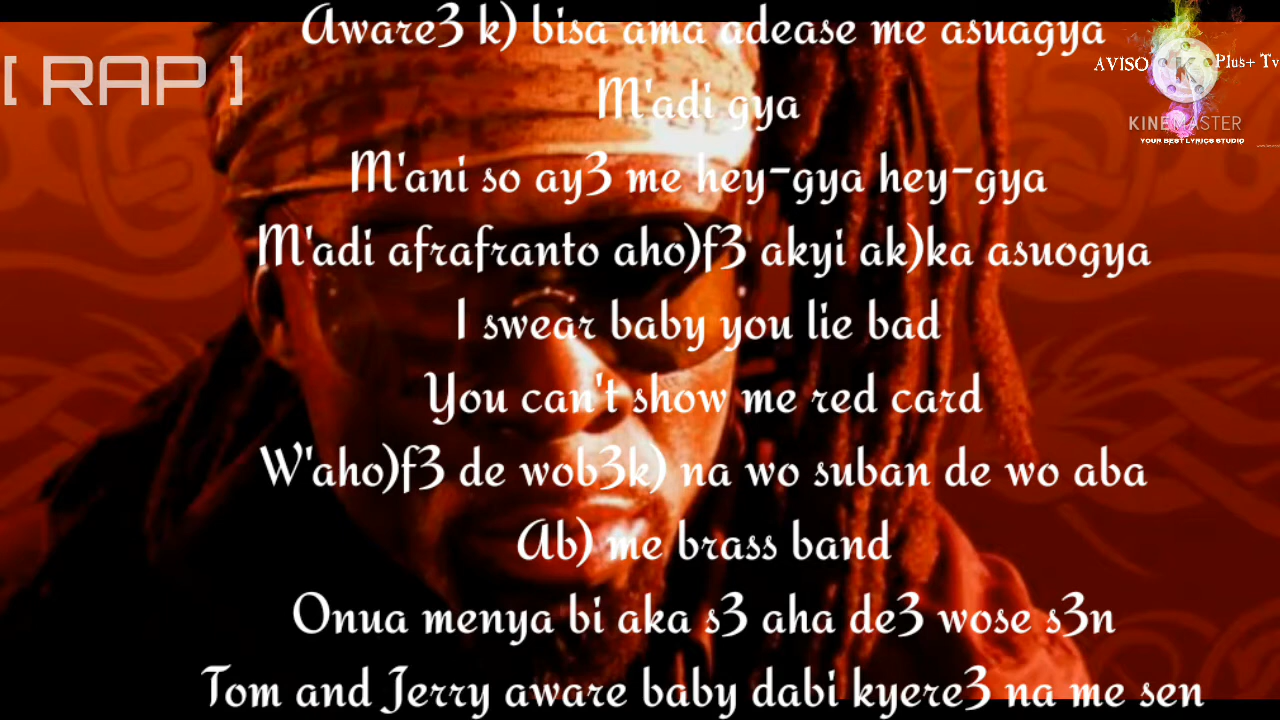 Aware3 k) bisa ama adease me asuagya
[ RAP ]
AVISO Plus+ Tv
M'adi gya
KINEMASTER
YOUR BEST LYRICS STUDIO
M'ani so ay3 me hey-gya hey-gya
M'adi afrafranto aho)f3 akyi ak)ka asuogya
I swear baby you lie bad
You can't show me red card
W'aho)f3 de wob3k) na wo suban de wo aba
Ab) me brass band
Onua menya bi aka s3 aha de3 wose s3n
Tom and Jerry aware baby dabi kyere3 na me sen